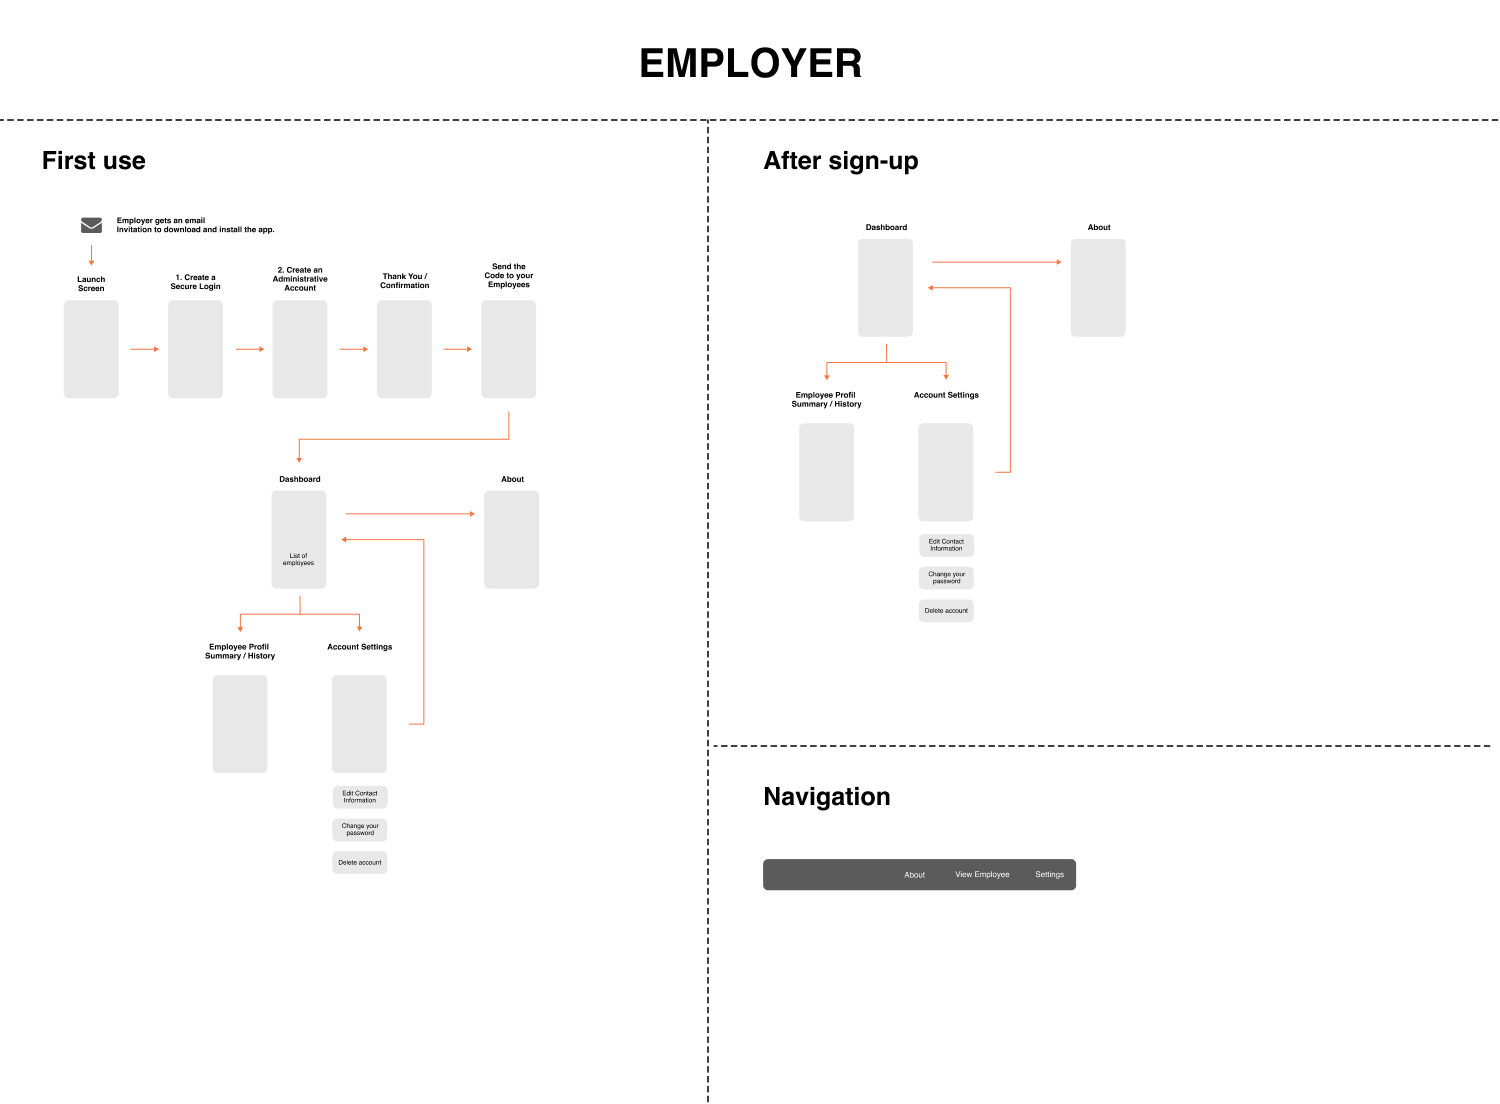 EMPLOYER
First use
Employer gets an email
Invitation to download and install the app.
Launch
Screen
1. Create a
Secure Login
2. Create an
Administrative
Account
Thank You /
Confirmation
Send the
Code to your
Employees
Dashboard
List of
employees
About
Employee Profil
Summary / History
Account Settings
Edit Contact
Information
Change your
password
Delete account
After sign-up
Dashboard
About
Employee Profil
Summary / History
Account Settings
Edit Contact
Information
Change your
password
Delete account
Navigation
About
View Employee
Settings